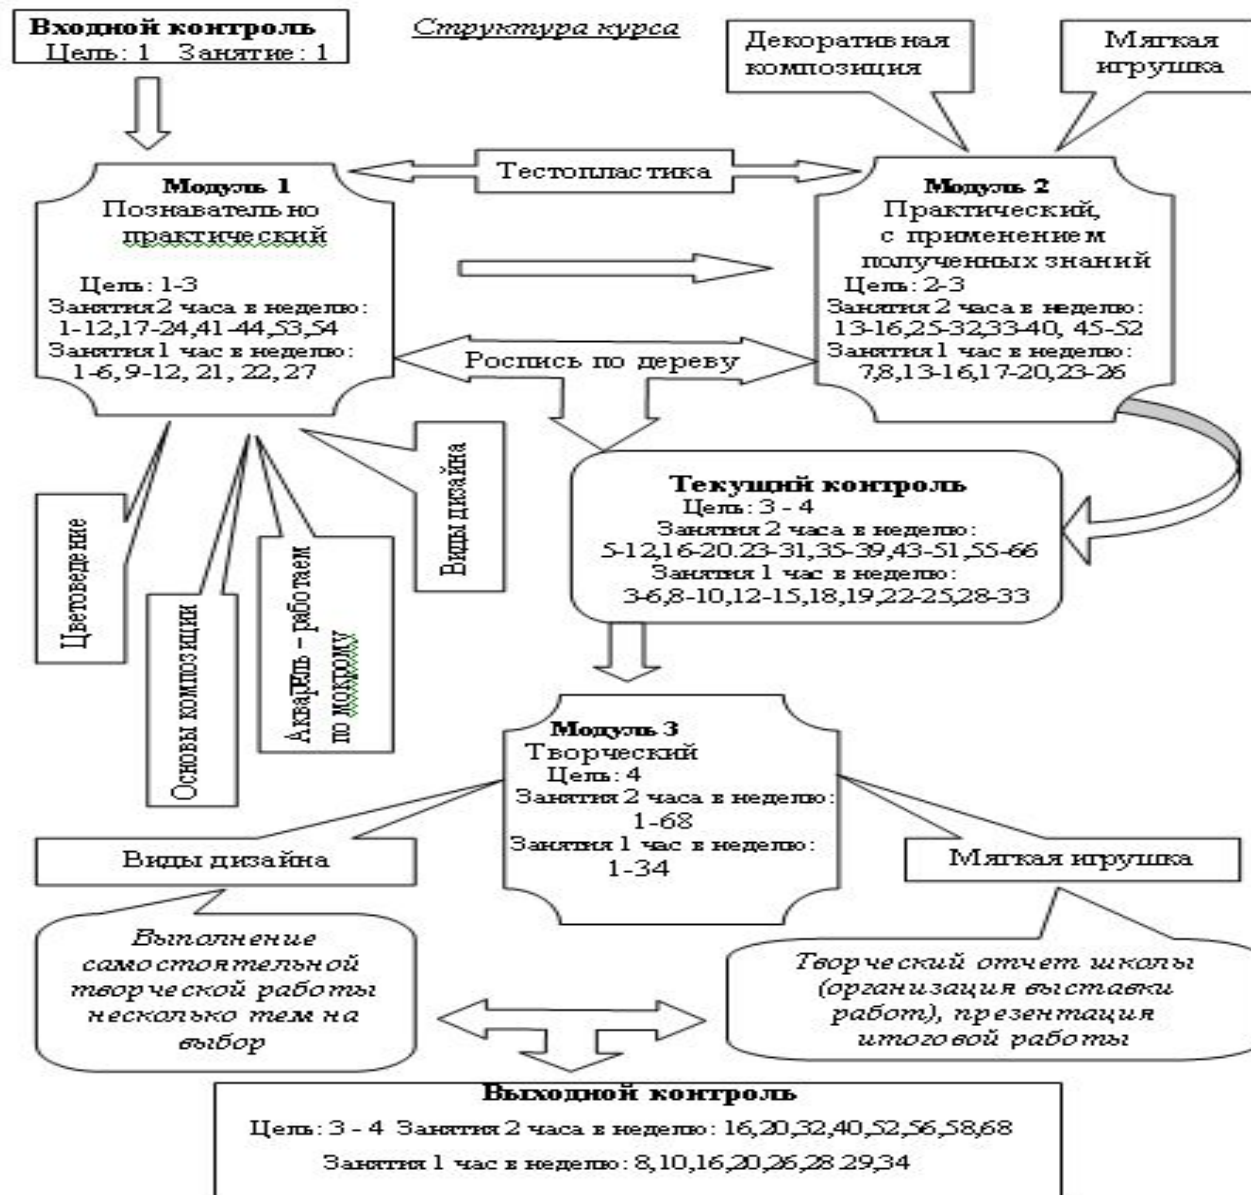 Структура курса
Входной контроль
Цель: 1 Занятие: 1
Декоративная
композиция
Мягкая
игрушка
Тестопластика
Модуль 1
Познавательно
практический
Цель: 1-3
Занятия 2 часа в неделю:
1-12,17-24,41-44,53,54
Занятия 1 час в неделю:
1-6,9-12, 21, 22, 27
Модуль 2
Практический,
с применением
полученных знаний
Цель: 2-3
Занятия 2 часа в неделю:
13-16,25-32,33-40, 45-52
Занятия 1 час в неделю:
7,8,13-16,17-20,23-26
Роспись по дереву
Цветоведение
Основы композиции
Акварель – работаем
по мокрому
Виды дизайна
Текущий контроль
Цель: 3 - 4
Занятия 2 часа в неделю:
5-12,16-20.23-31,35-39,43-51,55-66
Занятия 1 час в неделю:
3-6,8-10,12-15,18,19,22-25,28-33
Модуль 3
Творческий
Цель: 4
Занятия 2 часа в неделю:
1-68
Занятия 1 час в неделю:
1-34
Виды дизайна
Мягкая игрушка
Выполнение
самостоятельной
творческой работы
несколько тем на
выбор
Творческий отчет школы
(организация выставки
работ), презентация
итоговой работы
Выходной контроль
Цель: 3 - 4 Занятия 2 часа в неделю: 16,20,32,40,52,56,58,68
Занятия 1 час в неделю: 8,10,16,20,26,28.29,34